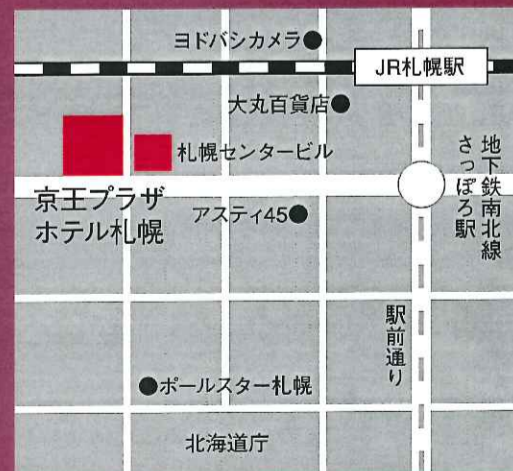 ヨドバシカメラ
JR札幌駅
大丸百貨店
札幌センタービル
京王プラザ
ホテル札幌
アスティ45
地下鉄南北線
さっぽろ駅
駅前通り
ポールスター札幌
北海道庁